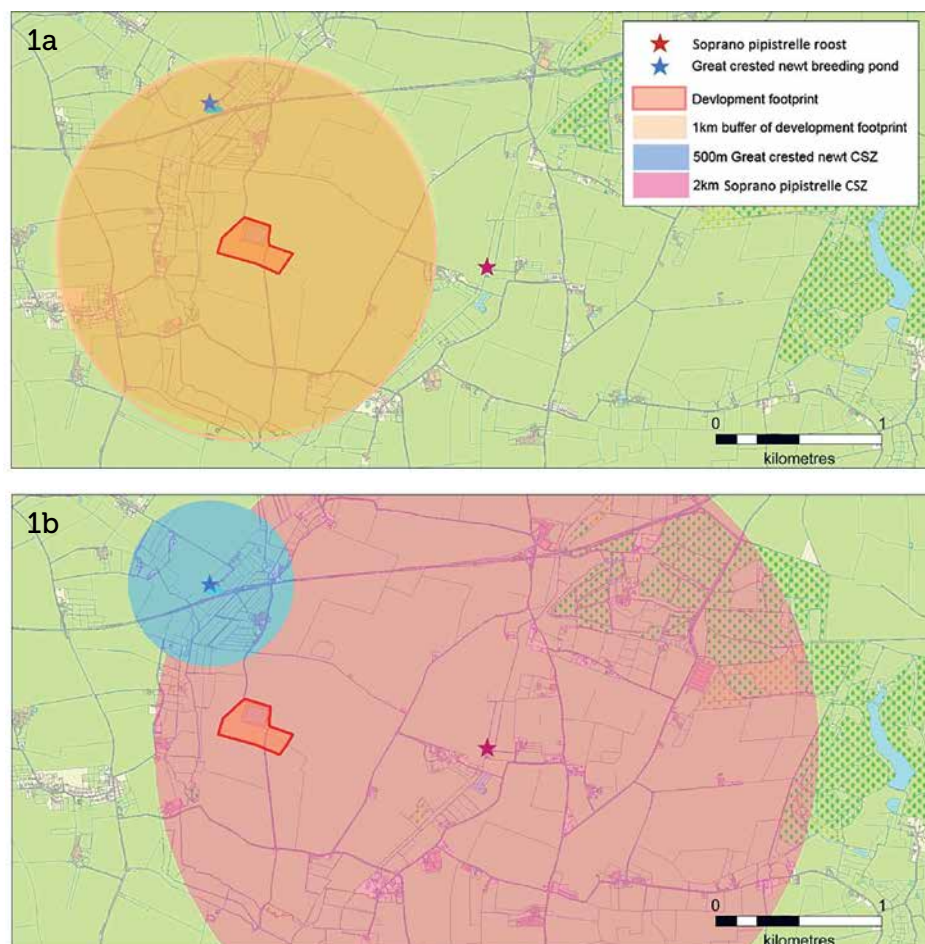 1a
Soprano pipistrelle roost
Great crested newt breeding pond
Devlopment footprint
1km buffer of development footprint
500m Great crested newt CSZ
2km Soprano pipistrelle CSZ
0 1
kilometres
1b
0 1
kilometres